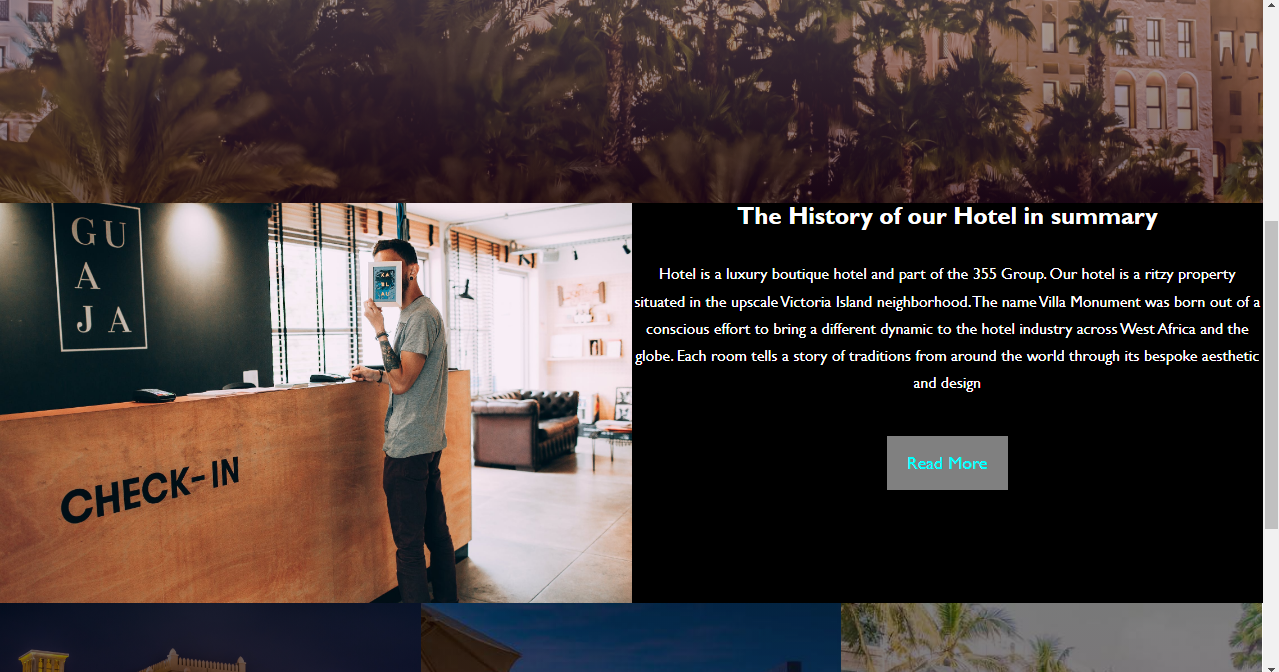 GU
A
JA
KA
BL
AU
CHECK-IN
The History of our Hotel in summary
Hotel is a luxury boutique hotel and part of the 355 Group. Our hotel is a ritzy property
situated in the upscale Victoria Island neighborhood. The name Villa Monument was born out of a
conscious effort to bring a different dynamic to the hotel industry across West Africa and the
globe. Each room tells a story of traditions from around the world through its bespoke aesthetic
and design
Read More